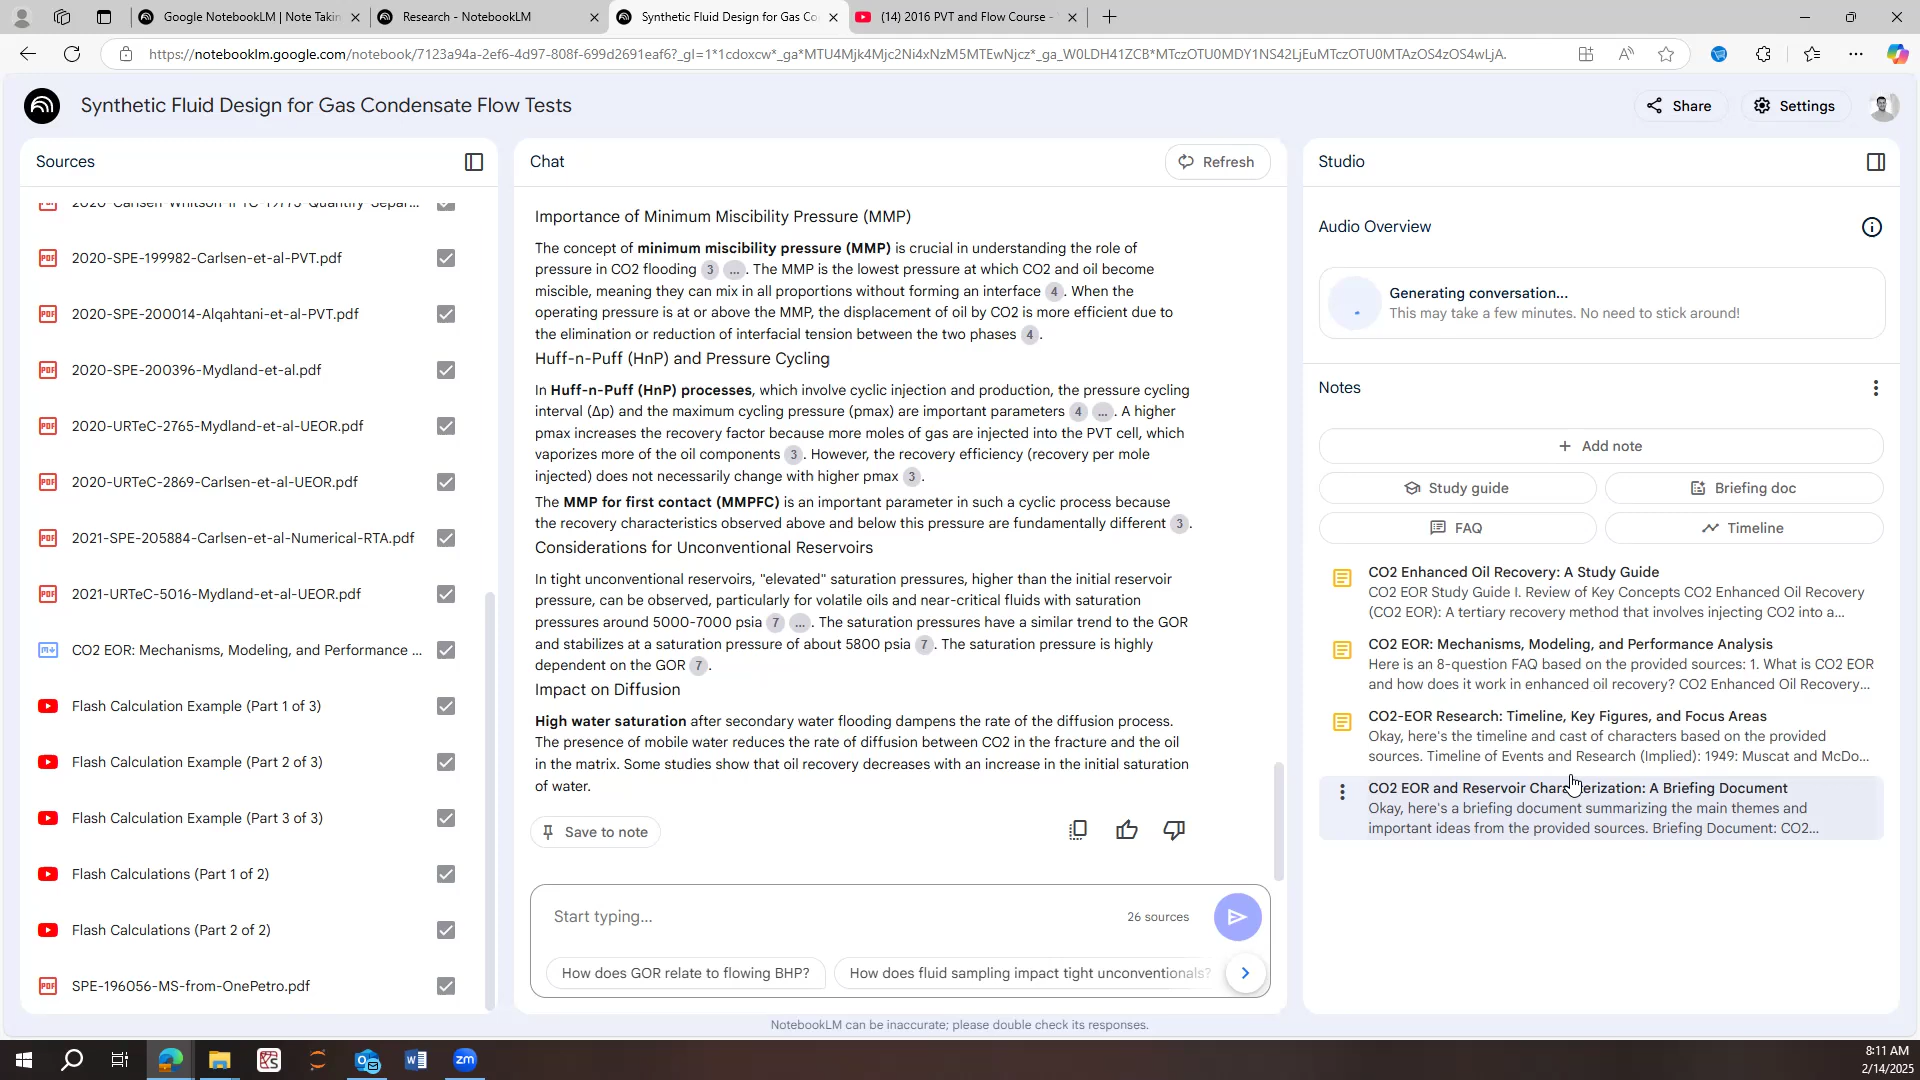 Google NotebookLM | Note Takin
Research - NotebookLM
Synthetic Fluid Design for Gas Co
(14) 2016 PVT and Flow Course -
https://notebooklm.google.com/notebook/7123a94a-2ef6-4d97-808f-699d2691eaf6?_gl=1*1cdoxcw*_ga*MTU4Mjk4Mjc2Ni4xNzM5MTEwNjcz*_ga_W0LDH41ZCB*MTczOTU0MDY1NS42LjEuMTczOTU0MTAzOS4zOS4wLjA.
Synthetic Fluid Design for Gas Condensate Flow Tests
Share
Settings
Sources
2020-SPE-199982-Carlsen-et-al-PVT.pdf
2020-SPE-200014-Alqahtani-et-al-PVT.pdf
2020-SPE-200396-Mydland-et-al.pdf
2020-URTeC-2765-Mydland-et-al-UEOR.pdf
2020-URTeC-2869-Carlsen-et-al-UEOR.pdf
2021-SPE-205884-Carlsen-et-al-Numerical-RTA.pdf
2021-URTeC-5016-Mydland-et-al-UEOR.pdf
CO2 EOR: Mechanisms, Modeling, and Performance ...
Flash Calculation Example (Part 1 of 3)
Flash Calculation Example (Part 2 of 3)
Flash Calculation Example (Part 3 of 3)
Flash Calculations (Part 1 of 2)
Flash Calculations (Part 2 of 2)
SPE-196056-MS-from-OnePetro.pdf
Chat
Refresh
Importance of Minimum Miscibility Pressure (MMP)
The concept of minimum miscibility pressure (MMP) is crucial in understanding the role of
pressure in CO2 flooding 3 ... . The MMP is the lowest pressure at which CO2 and oil become
miscible, meaning they can mix in all proportions without forming an interface 4 . When the
operating pressure is at or above the MMP, the displacement of oil by CO2 is more efficient due to
the elimination or reduction of interfacial tension between the two phases 4 .
Huff-n-Puff (HnP) and Pressure Cycling
In Huff-n-Puff (HnP) processes, which involve cyclic injection and production, the pressure cycling
interval (Δp) and the maximum cycling pressure (pmax) are important parameters 4 ... . A higher
pmax increases the recovery factor because more moles of gas are injected into the PVT cell, which
vaporizes more of the oil components 3 . However, the recovery efficiency (recovery per mole
injected) does not necessarily change with higher pmax 3 .
The MMP for first contact (MMPFC) is an important parameter in such a cyclic process because
the recovery characteristics observed above and below this pressure are fundamentally different 3 .
Considerations for Unconventional Reservoirs
In tight unconventional reservoirs, "elevated" saturation pressures, higher than the initial reservoir
pressure, can be observed, particularly for volatile oils and near-critical fluids with saturation
pressures around 5000-7000 psia 7 ... . The saturation pressures have a similar trend to the GOR
and stabilizes at a saturation pressure of about 5800 psia 7 . The saturation pressure is highly
dependent on the GOR 7 .
Impact on Diffusion
High water saturation after secondary water flooding dampens the rate of the diffusion process.
The presence of mobile water reduces the rate of diffusion between CO2 in the fracture and the oil
in the matrix. Some studies show that oil recovery decreases with an increase in the initial saturation
of water.
Save to note
Start typing...
26 sources
How does GOR relate to flowing BHP?
How does fluid sampling impact tight unconventionals?
Studio
Audio Overview
Generating conversation...
This may take a few minutes. No need to stick around!
Notes
Add note
Study guide
Briefing doc
FAQ
Timeline
CO2 Enhanced Oil Recovery: A Study Guide
CO2 EOR Study Guide I. Review of Key Concepts CO2 Enhanced Oil Recovery
(CO2 EOR): A tertiary recovery method that involves injecting CO2 into a...
CO2 EOR: Mechanisms, Modeling, and Performance Analysis
Here is an 8-question FAQ based on the provided sources: 1. What is CO2 EOR
and how does it work in enhanced oil recovery? CO2 Enhanced Oil Recovery...
CO2-EOR Research: Timeline, Key Figures, and Focus Areas
Okay, here's the timeline and cast of characters based on the provided
sources. Timeline of Events and Research (Implied): 1949: Muscat and McDo...
CO2 EOR and Reservoir Characterization: A Briefing Document
Okay, here's a briefing document summarizing the main themes and
important ideas from the provided sources. Briefing Document: CO2...
NotebookLM can be inaccurate; please double check its responses.
8:11 AM
2/14/2025